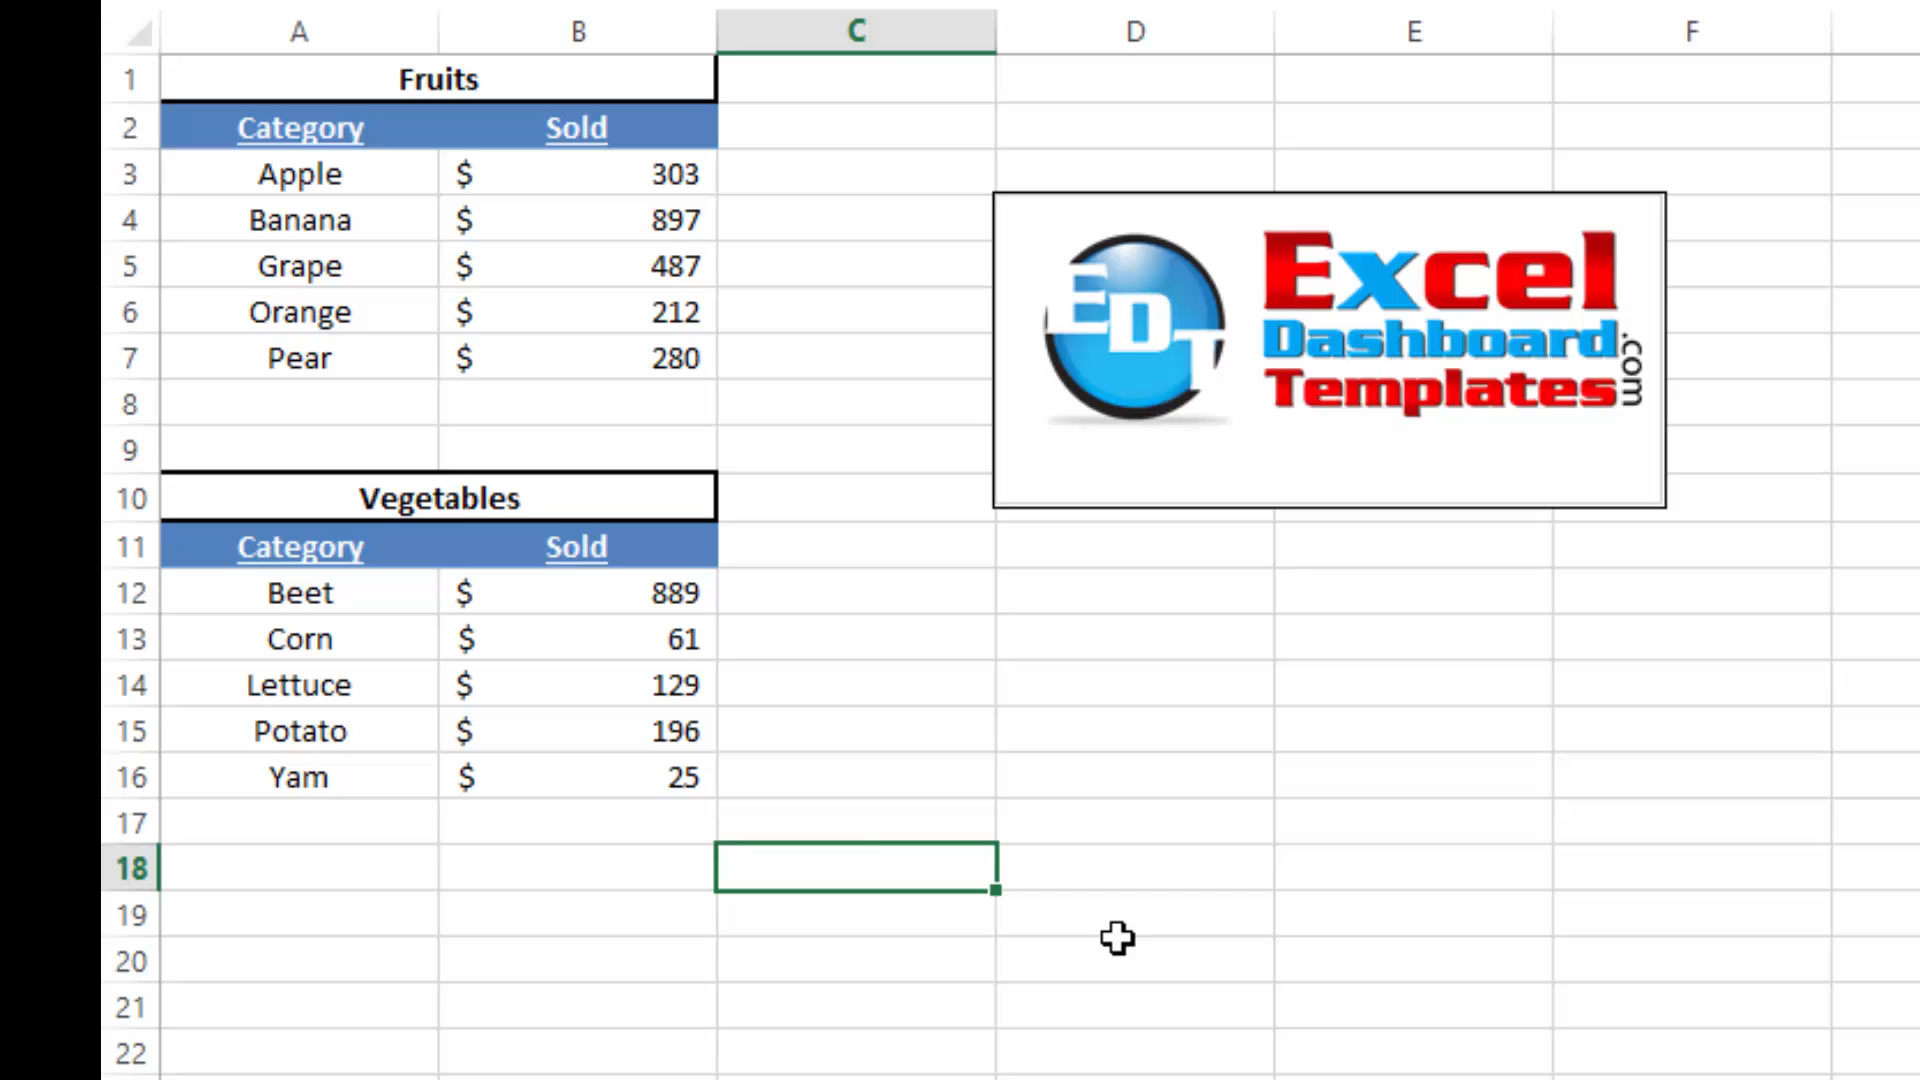 A B C D E F
1 Fruits
2 Category Sold
3 Apple $ 303
4 Banana $ 897
5 Grape $ 487
6 Orange $ 212
7 Pear $ 280
8
9
10 Vegetables
11 Category Sold
12 Beet $ 889
13 Corn $ 61
14 Lettuce $ 129
15 Potato $ 196
16 Yam $ 25
17
18
19
20
21
22
EDT
Excel
Dashboard
Templates
.com